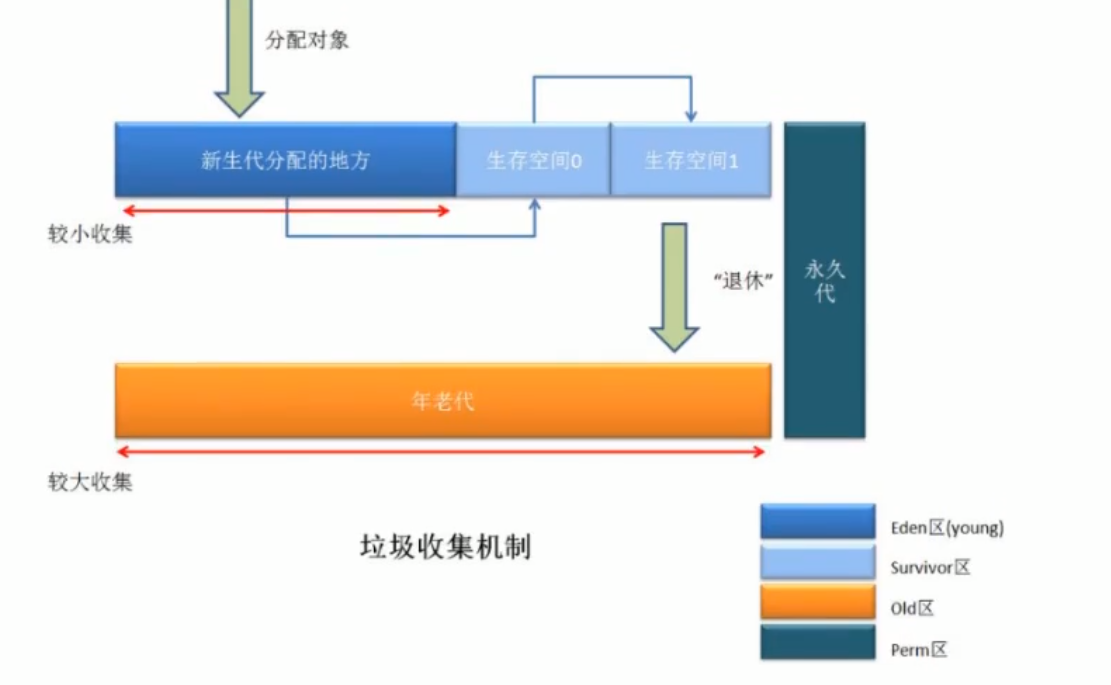 分配对象
新生代分配的地方
生存空间0
生存空间1
较小收集
“退休”
永久
代
年老代
较大收集
垃圾收集机制
Eden区(young)
Survivor区
Old区
Perm区